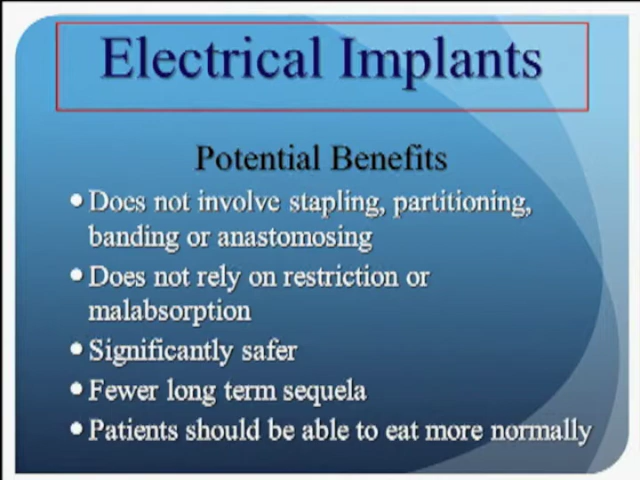 Electrical Implants
Potential Benefits
• Does not involve stapling, partitioning,
banding or anastomosing
• Does not rely on restriction or
malabsorption
• Significantly safer
• Fewer long term sequela
• Patients should be able to eat more normally